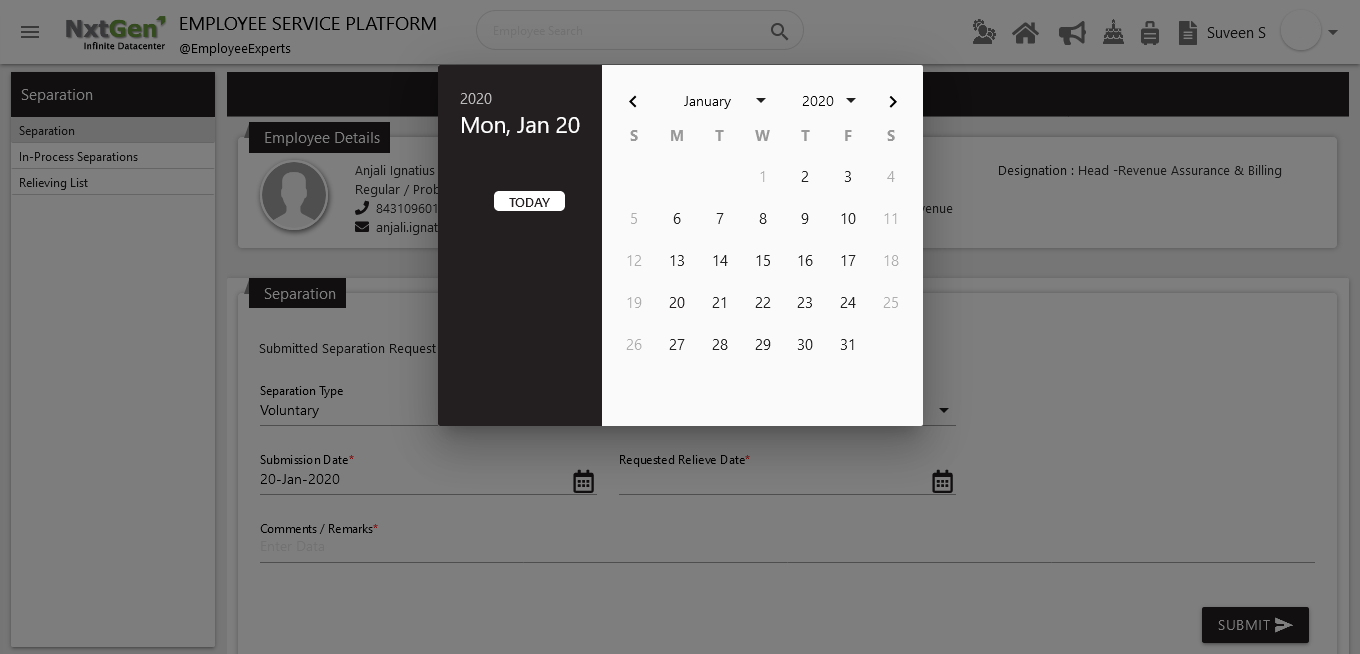 NxtGen
Infinite Datacenter
EMPLOYEE SERVICE PLATFORM
@EmployeeExperts
Employee Search
Suveen S
Separation
Separation
In-Process Separations
Relieving List
Employee Details
Anjali Ignatius
Regular / Prob
843109601
anjali.ignat
Designation : Head -Revenue Assurance & Billing
venue
2020
Mon, Jan 20
TODAY
January 2020
S M T W T F S
1 2 3 4
5 6 7 8 9 10 11
12 13 14 15 16 17 18
19 20 21 22 23 24 25
26 27 28 29 30 31
Separation
Submitted Separation Request
Separation Type
Voluntary
Submission Date* Requested Relieve Date*
20-Jan-2020
Comments / Remarks*
Enter Data
SUBMIT